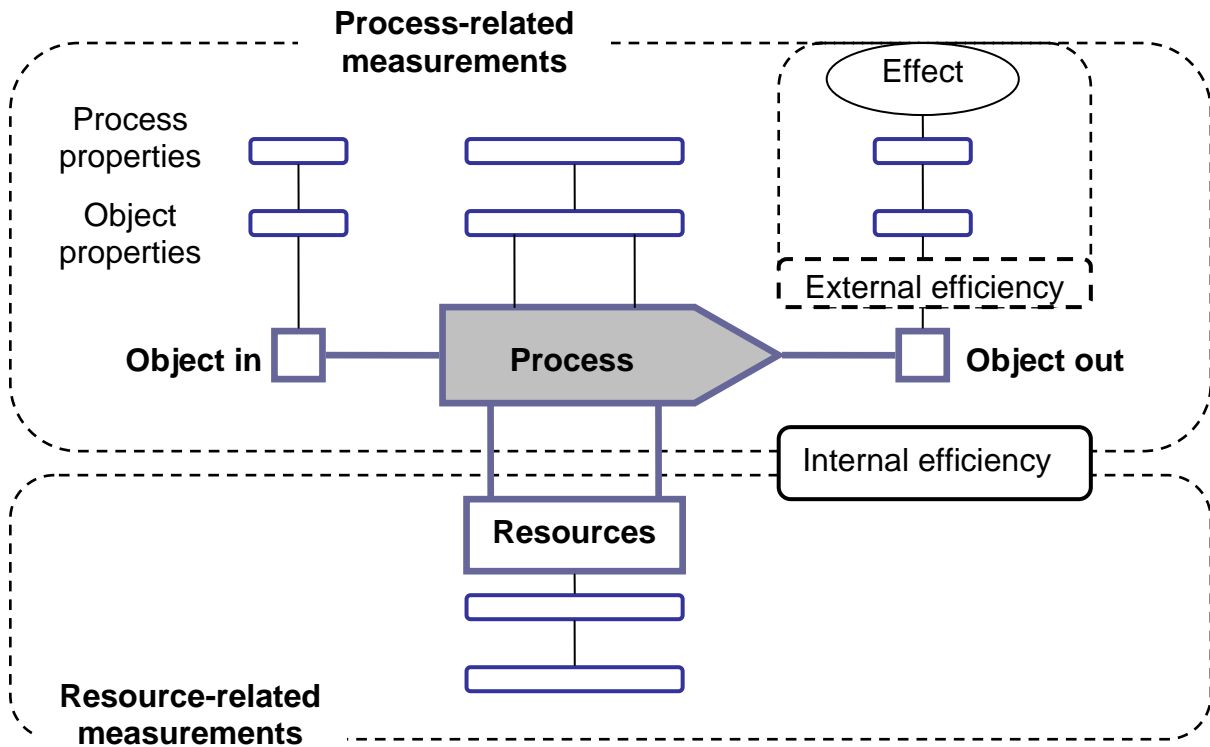 Process-related
measurements
Effect
Process
properties
Object
properties
External efficiency
Object in
Process
Object out
Internal efficiency
Resources
Resource-related
measurements